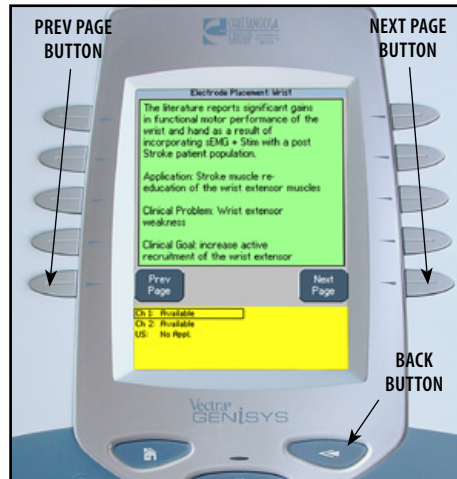 PREV PAGE
BUTTON
NEXT PAGE
BUTTON
CHATTANOOGA
GROUP
Electrode Placement: Wrist
The literature reports significant gains
in functional motor performance of the
wrist and hand as a result of
incorporating sEMG + Stim with a post
Stroke patient population.
Application: Stroke muscle re-
education of the wrist extensor muscles
Clinical Problem: Wrist extensor
weakness
Clinical Goal: increase active
recruitment of the wrist extensor
Prev
Page
Next
Page
Ch 1: Available
Ch 2: Available
US: No Appl.
BACK
BUTTON
Vectra
GENiSYS